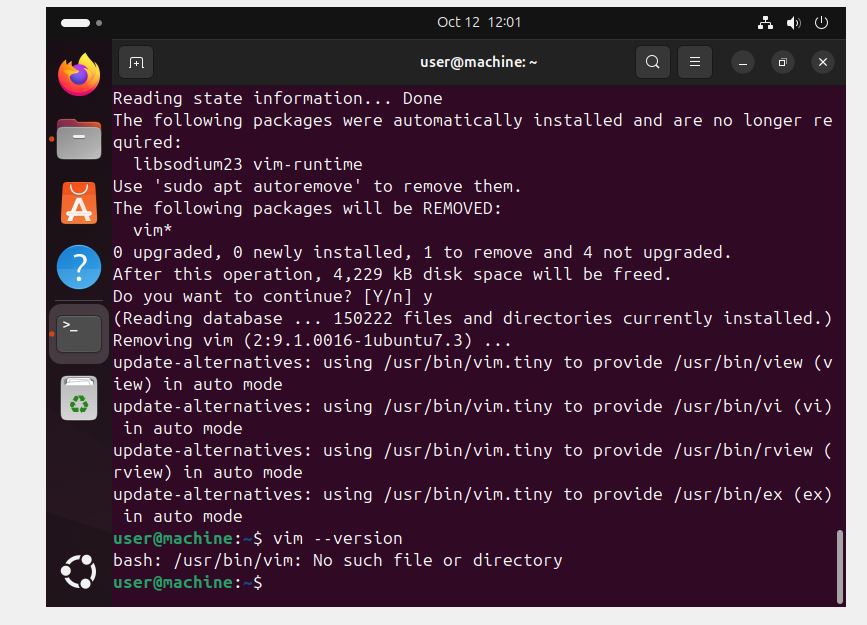 Oct 12 12:01
user@machine: ~
Reading state information... Done
The following packages were automatically installed and are no longer re
quired:
  libsodium23 vim-runtime
Use 'sudo apt autoremove' to remove them.
The following packages will be REMOVED:
  vim*
0 upgraded, 0 newly installed, 1 to remove and 4 not upgraded.
After this operation, 4,229 kB disk space will be freed.
Do you want to continue? [Y/n] y
(Reading database ... 150222 files and directories currently installed.)
Removing vim (2:9.1.0016-1ubuntu7.3) ...
update-alternatives: using /usr/bin/vim.tiny to provide /usr/bin/view (v
iew) in auto mode
update-alternatives: using /usr/bin/vim.tiny to provide /usr/bin/vi (vi)
 in auto mode
update-alternatives: using /usr/bin/vim.tiny to provide /usr/bin/rview (
rview) in auto mode
update-alternatives: using /usr/bin/vim.tiny to provide /usr/bin/ex (ex)
 in auto mode
user@machine:~$ vim --version
bash: /usr/bin/vim: No such file or directory
user@machine:~$